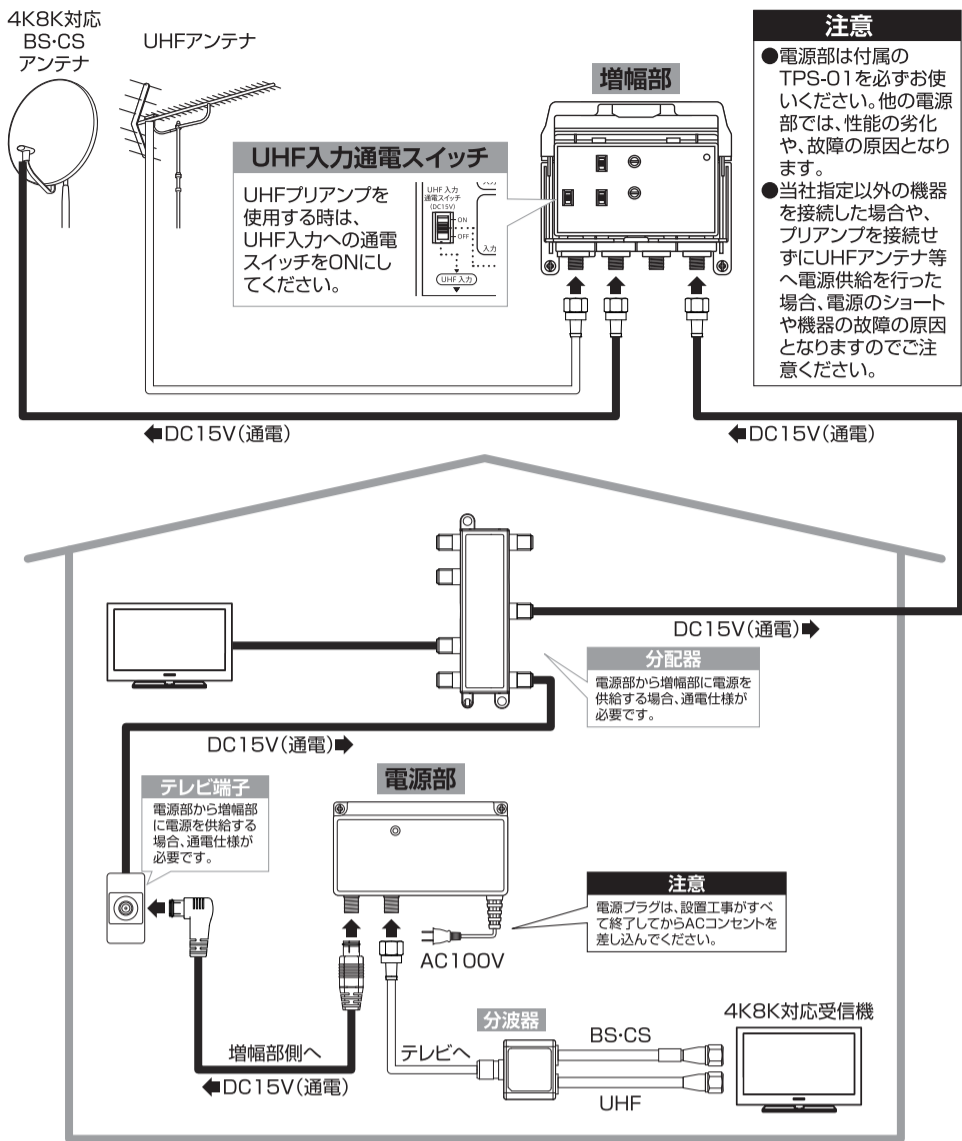 4K8K対応
BS・CS
アンテナ
UHFアンテナ
増幅部
UHF入力通電スイッチ
UHFプリアンプを
使用する時は、
UHF入力への通電
スイッチをONにし
てください。
UHF 入力
通電スイッチ
(DC15V)
ON
OFF
入力
UHF 入力
注意
●電源部は付属の
TPS-01を必ずお使
いください。他の電源
部では、性能の劣化
や、故障の原因となり
ます。
●当社指定以外の機器
を接続した場合や、
プリアンプを接続せ
ずにUHFアンテナ等
へ電源供給を行った
場合、電源のショート
や機器の故障の原因
となりますのでご注
意ください。
⬅DC15V(通電)
⬅DC15V(通電)
DC15V(通電)➡
分配器
電源部から増幅部に電源を
供給する場合、通電仕様が
必要です。
DC15V(通電)➡
テレビ端子
電源部から増幅部
に電源を供給する
場合、通電仕様が
必要です。
電源部
注意
電源プラグは、設置工事がすべ
て終了してからACコンセントを
差し込んでください。
AC100V
増幅部側へ
⬅DC15V(通電)
テレビへ
分波器
BS・CS
UHF
4K8K対応受信機